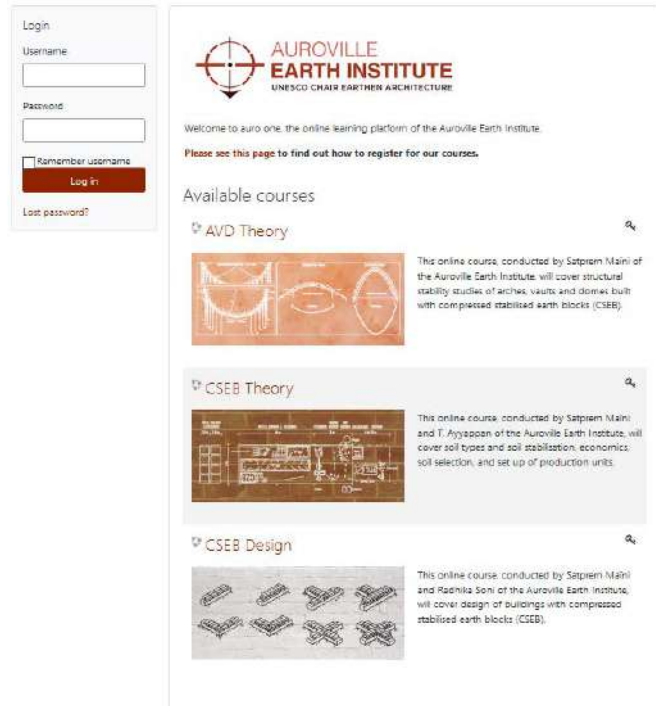 Login
Username
Password
Remember username
Log in
Lost password?
AUROVILLE
EARTH INSTITUTE
UNESCO CHAIR EARTHEN ARCHITECTURE
Welcome to auro one, the online learning platform of the Auroville Earth Institute.
Please see this page to find out how to register for our courses.
Available courses
AVD Theory
This online course, conducted by Satprem Maïni of
the Auroville Earth Institute, will cover structural
stability studies of arches, vaults and domes built
with compressed stabilised earth blocks (CSEB).
CSEB Theory
This online course, conducted by Satprem Maïni
and T. Ayyappan of the Auroville Earth Institute, will
cover soil types and soil stabilisation, economics,
soil selection, and set up of production units.
CSEB Design
This online course, conducted by Satprem Maïni
and Radhika Soni of the Auroville Earth Institute,
will cover design of buildings with compressed
stabilised earth blocks (CSEB).